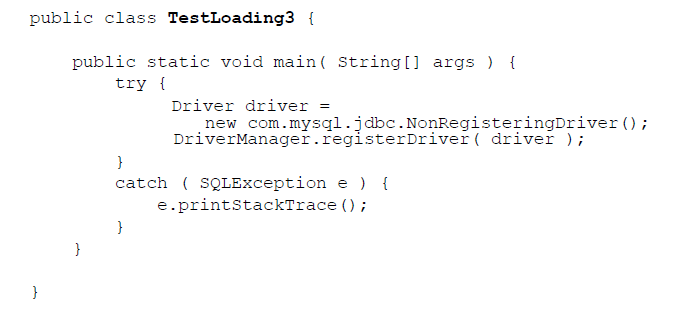 public class TestLoading3 {
public static void main( String[] args ) {
try {
Driver driver =
new com.mysql.jdbc.NonRegisteringDriver();
DriverManager.registerDriver( driver );
}
catch ( SQLException e ) {
e.printStackTrace();
}
}
}